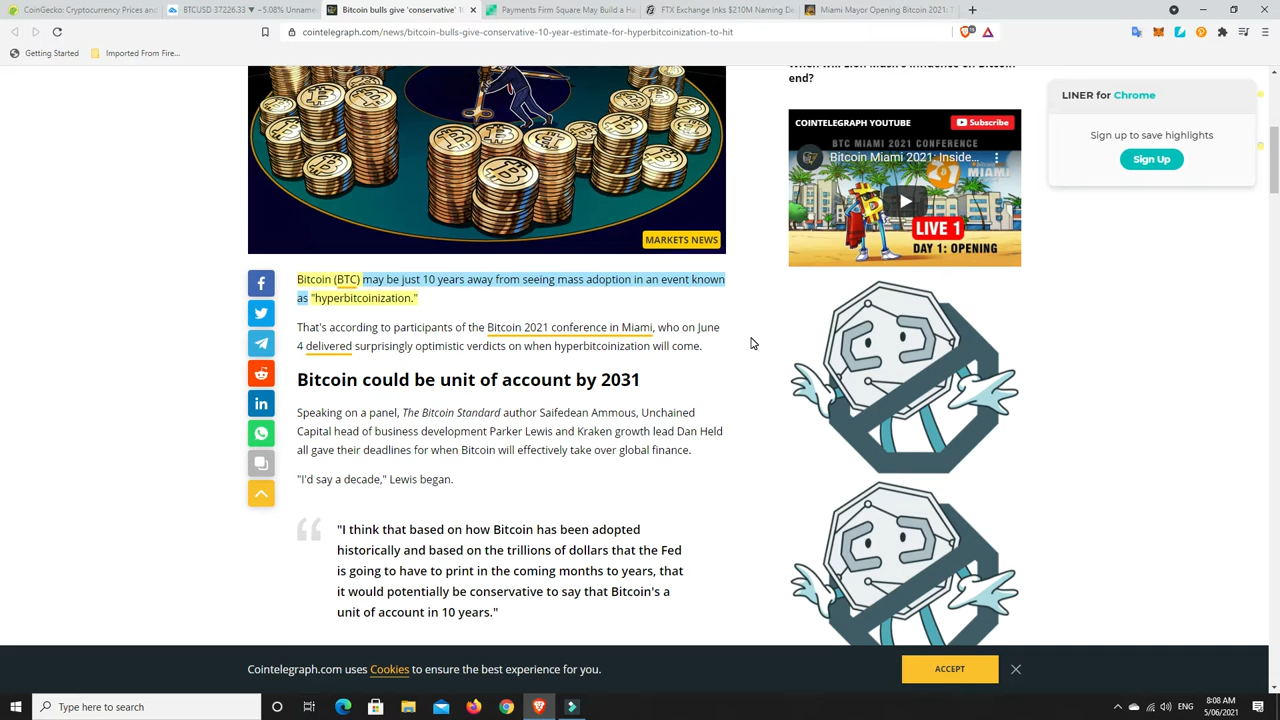 CoinGecko: Cryptocurrency Prices and
BTCUSD 37226.33 ▼ −5.08% Unname
Bitcoin bulls give 'conservative' 10
Payments Firm Square May Build a Ha
FTX Exchange Inks $210M Naming De
Miami Mayor Opening Bitcoin 2021: T
cointelegraph.com/news/bitcoin-bulls-give-conservative-10-year-estimate-for-hyperbitcoinization-to-hit
Getting Started
Imported From Fire...
MARKETS NEWS
Bitcoin (BTC) may be just 10 years away from seeing mass adoption in an event known
as "hyperbitcoinization."
That's according to participants of the Bitcoin 2021 conference in Miami, who on June
4 delivered surprisingly optimistic verdicts on when hyperbitcoinization will come.
Bitcoin could be unit of account by 2031
Speaking on a panel, The Bitcoin Standard author Saifedean Ammous, Unchained
Capital head of business development Parker Lewis and Kraken growth lead Dan Held
all gave their deadlines for when Bitcoin will effectively take over global finance.
"I'd say a decade," Lewis began.
"I think that based on how Bitcoin has been adopted
historically and based on the trillions of dollars that the Fed
is going to have to print in the coming months to years, that
it would potentially be conservative to say that Bitcoin's a
unit of account in 10 years."
end?
COINTELEGRAPH YOUTUBE
Subscribe
BTC MIAMI 2021 CONFERENCE
Bitcoin Miami 2021: Inside...
MIAMI
LIVE 1
DAY 1: OPENING
LINER for Chrome
Sign up to save highlights
Sign Up
Cointelegraph.com uses Cookies to ensure the best experience for you.
ACCEPT
Type here to search
ENG
8:08 AM
5/06/2021